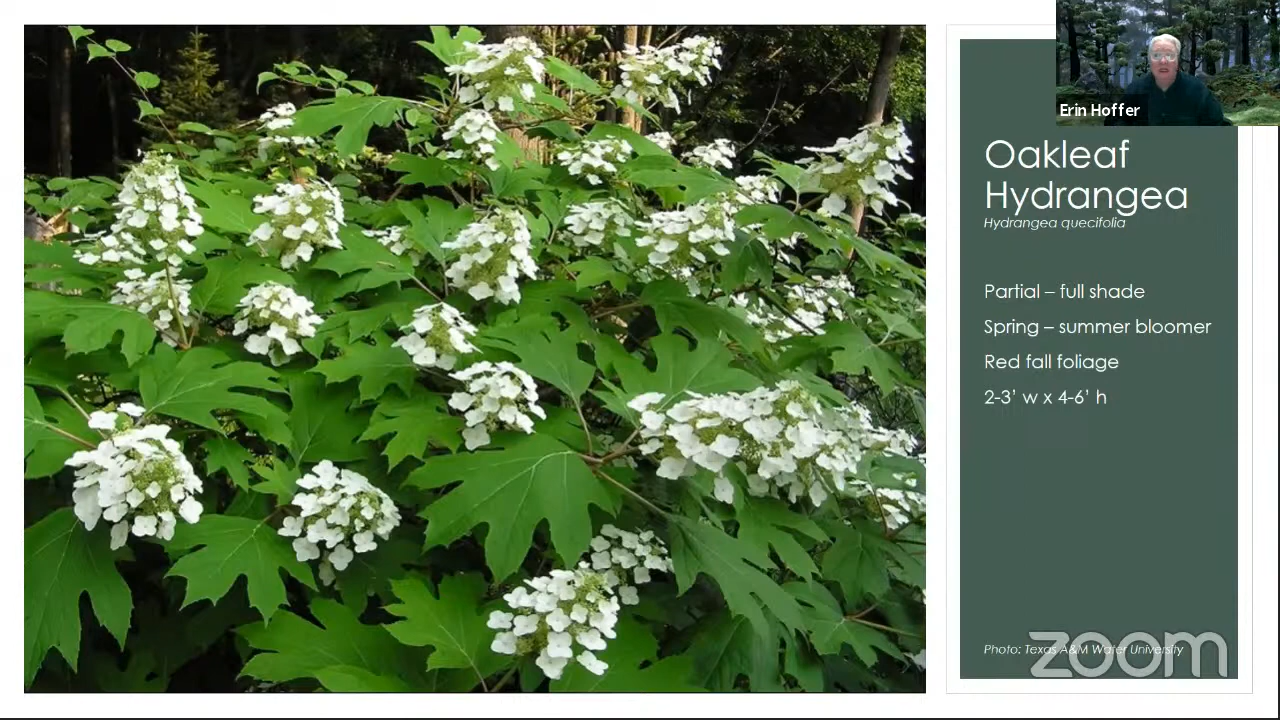 Erin Hoffer
Oakleaf
Hydrangea
Hydrangea quecifolia
Partial – full shade
Spring – summer bloomer
Red fall foliage
2-3’ w x 4-6’ h
Photo: Texas A&M Water University
zoom